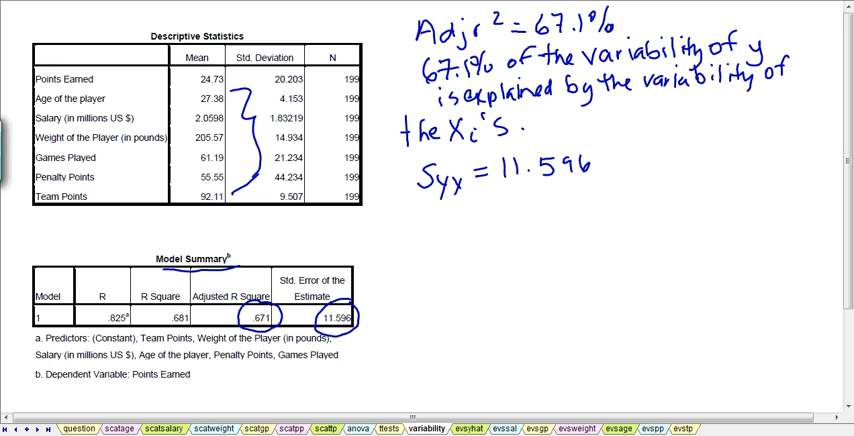 Descriptive Statistics
Mean Std. Deviation N
Points Earned 24.73 20.203 199
Age of the player 27.38 4.153 199
Salary (in millions US $) 2.0598 1.83219 199
Weight of the Player (in pounds) 205.57 14.934 199
Games Played 61.19 21.234 199
Penalty Points 55.55 44.234 199
Team Points 92.11 9.507 199
Model Summaryb
Model R R Square Adjusted R Square Std. Error of the Estimate
1 .825a .681 .671 11.596
a. Predictors: (Constant), Team Points, Weight of the Player (in pounds),
Salary (in millions US $), Age of the player, Penalty Points, Games Played
b. Dependent Variable: Points Earned
Adjr² = 67.1%
67.1% of the variability of y
is explained by the variability of
the Xi's.
Syx = 11.596
question scatage scatsalary scatweight scatgp scatpp scattp anova ttests variability evsyhat evssal evsgp evsweight evsage evspp evstp